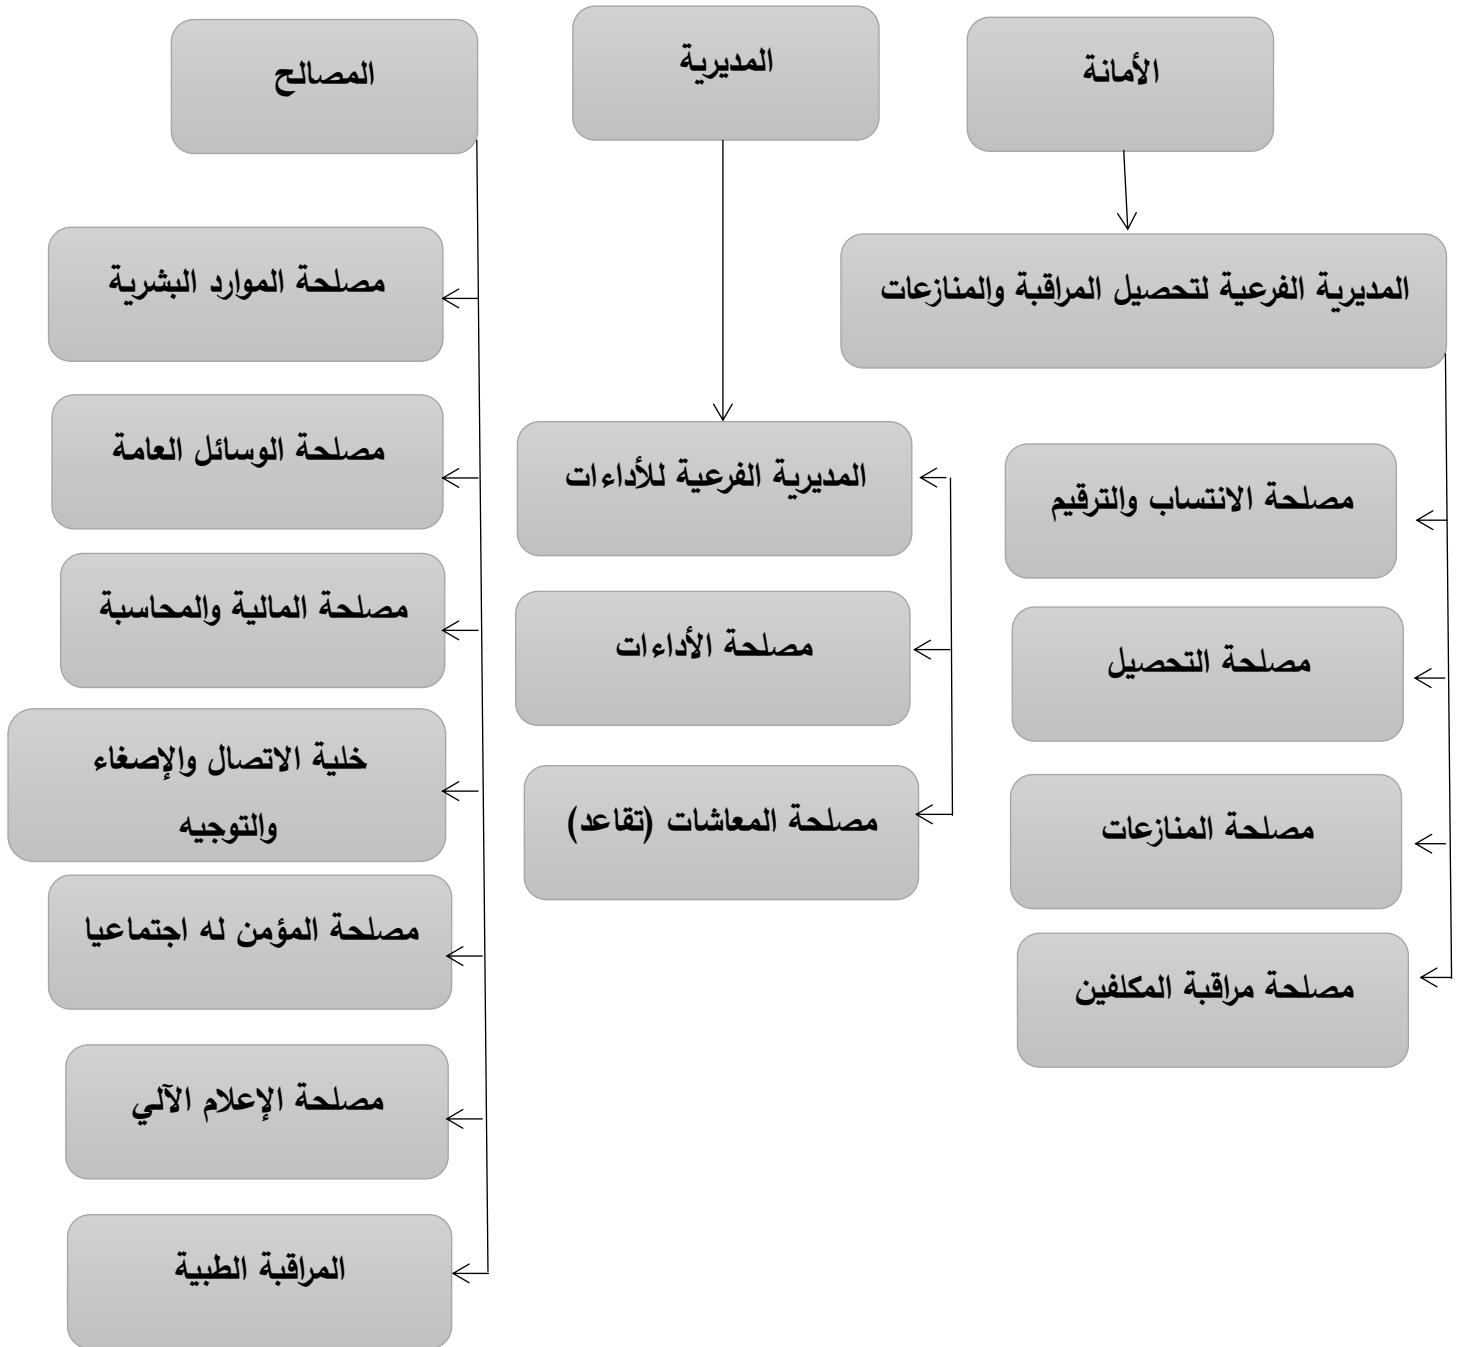 الأمانة
المديرية
المصالح
المديرية الفرعية لتحصيل المراقبة والمنازعات
مصلحة الانتساب والترقيم
مصلحة التحصيل
مصلحة المنازعات
مصلحة مراقبة المكلفين
المديرية الفرعية للأداءات
مصلحة الأداءات
مصلحة المعاشات (تقاعد)
مصلحة الموارد البشرية
مصلحة الوسائل العامة
مصلحة المالية والمحاسبة
خلية الاتصال والإصغاء
والتوجيه
مصلحة المؤمن له اجتماعيا
مصلحة الإعلام الآلي
المراقبة الطبية